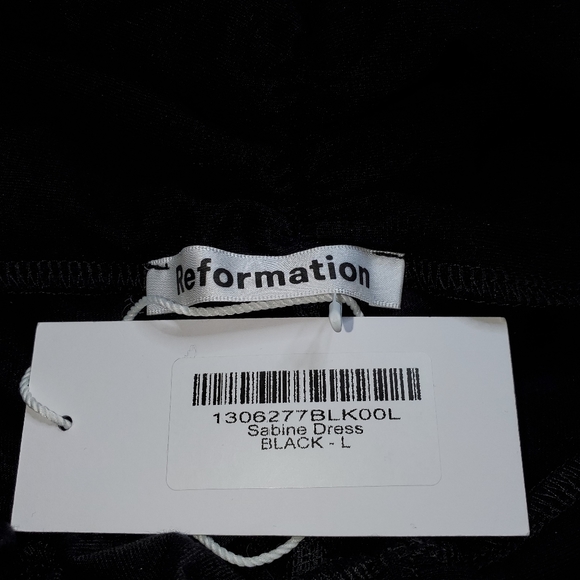 Reformation
1306277BLK00L
Sabine Dress
BLACK - L